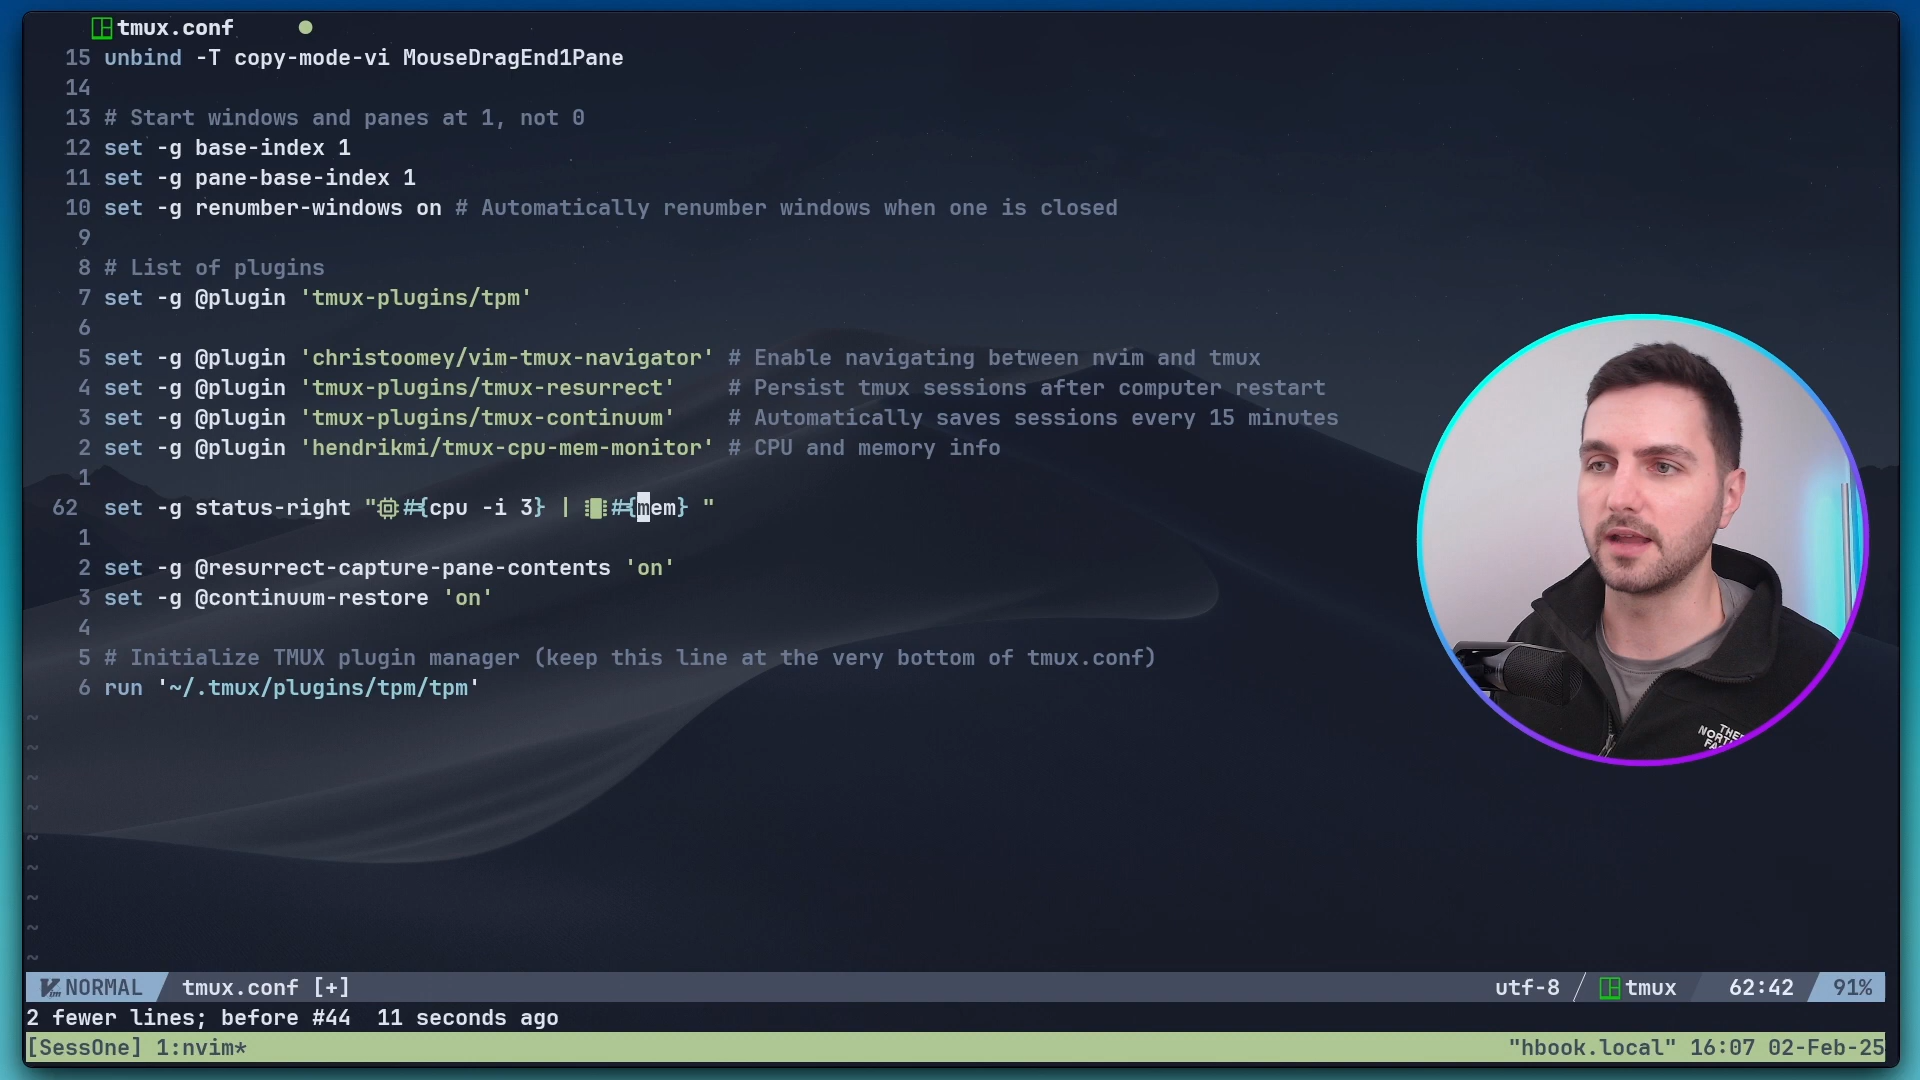 tmux.conf
15 unbind -T copy-mode-vi MouseDragEnd1Pane
14
13 # Start windows and panes at 1, not 0
12 set -g base-index 1
11 set -g pane-base-index 1
10 set -g renumber-windows on # Automatically renumber windows when one is closed
9
8 # List of plugins
7 set -g @plugin 'tmux-plugins/tpm'
6
5 set -g @plugin 'christoomey/vim-tmux-navigator' # Enable navigating between nvim and tmux
4 set -g @plugin 'tmux-plugins/tmux-resurrect' # Persist tmux sessions after computer restart
3 set -g @plugin 'tmux-plugins/tmux-continuum' # Automatically saves sessions every 15 minutes
2 set -g @plugin 'hendrikmi/tmux-cpu-mem-monitor' # CPU and memory info
1
62 set -g status-right "#{cpu -i 3} | #{mem} "
1
2 set -g @resurrect-capture-pane-contents 'on'
3 set -g @continuum-restore 'on'
4
5 # Initialize TMUX plugin manager (keep this line at the very bottom of tmux.conf)
6 run '~/.tmux/plugins/tpm/tpm'
~
~
~
~
~
~
~
~
~
NORMAL tmux.conf [+] utf-8 tmux 62:42 91%
2 fewer lines; before #44 11 seconds ago
[SessOne] 1:nvim* "hbook.local" 16:07 02-Feb-25